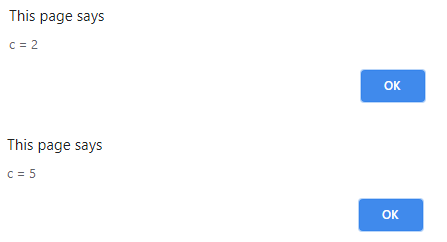 This page says
c = 2
OK
This page says
c = 5
OK